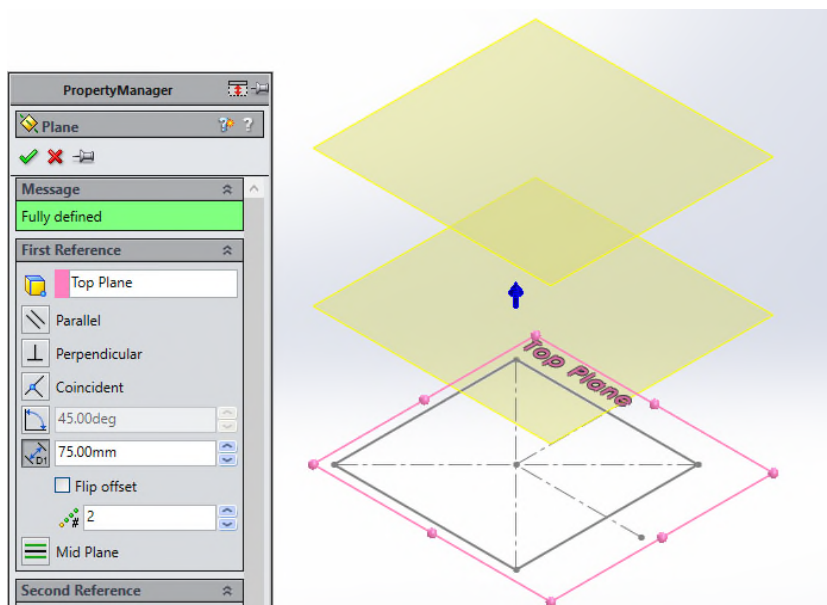 PropertyManager
Plane
Message
Fully defined
First Reference
Top Plane
Parallel
Perpendicular
Coincident
45.00deg
D1
75.00mm
Flip offset
#
2
Mid Plane
Second Reference
Top Plane